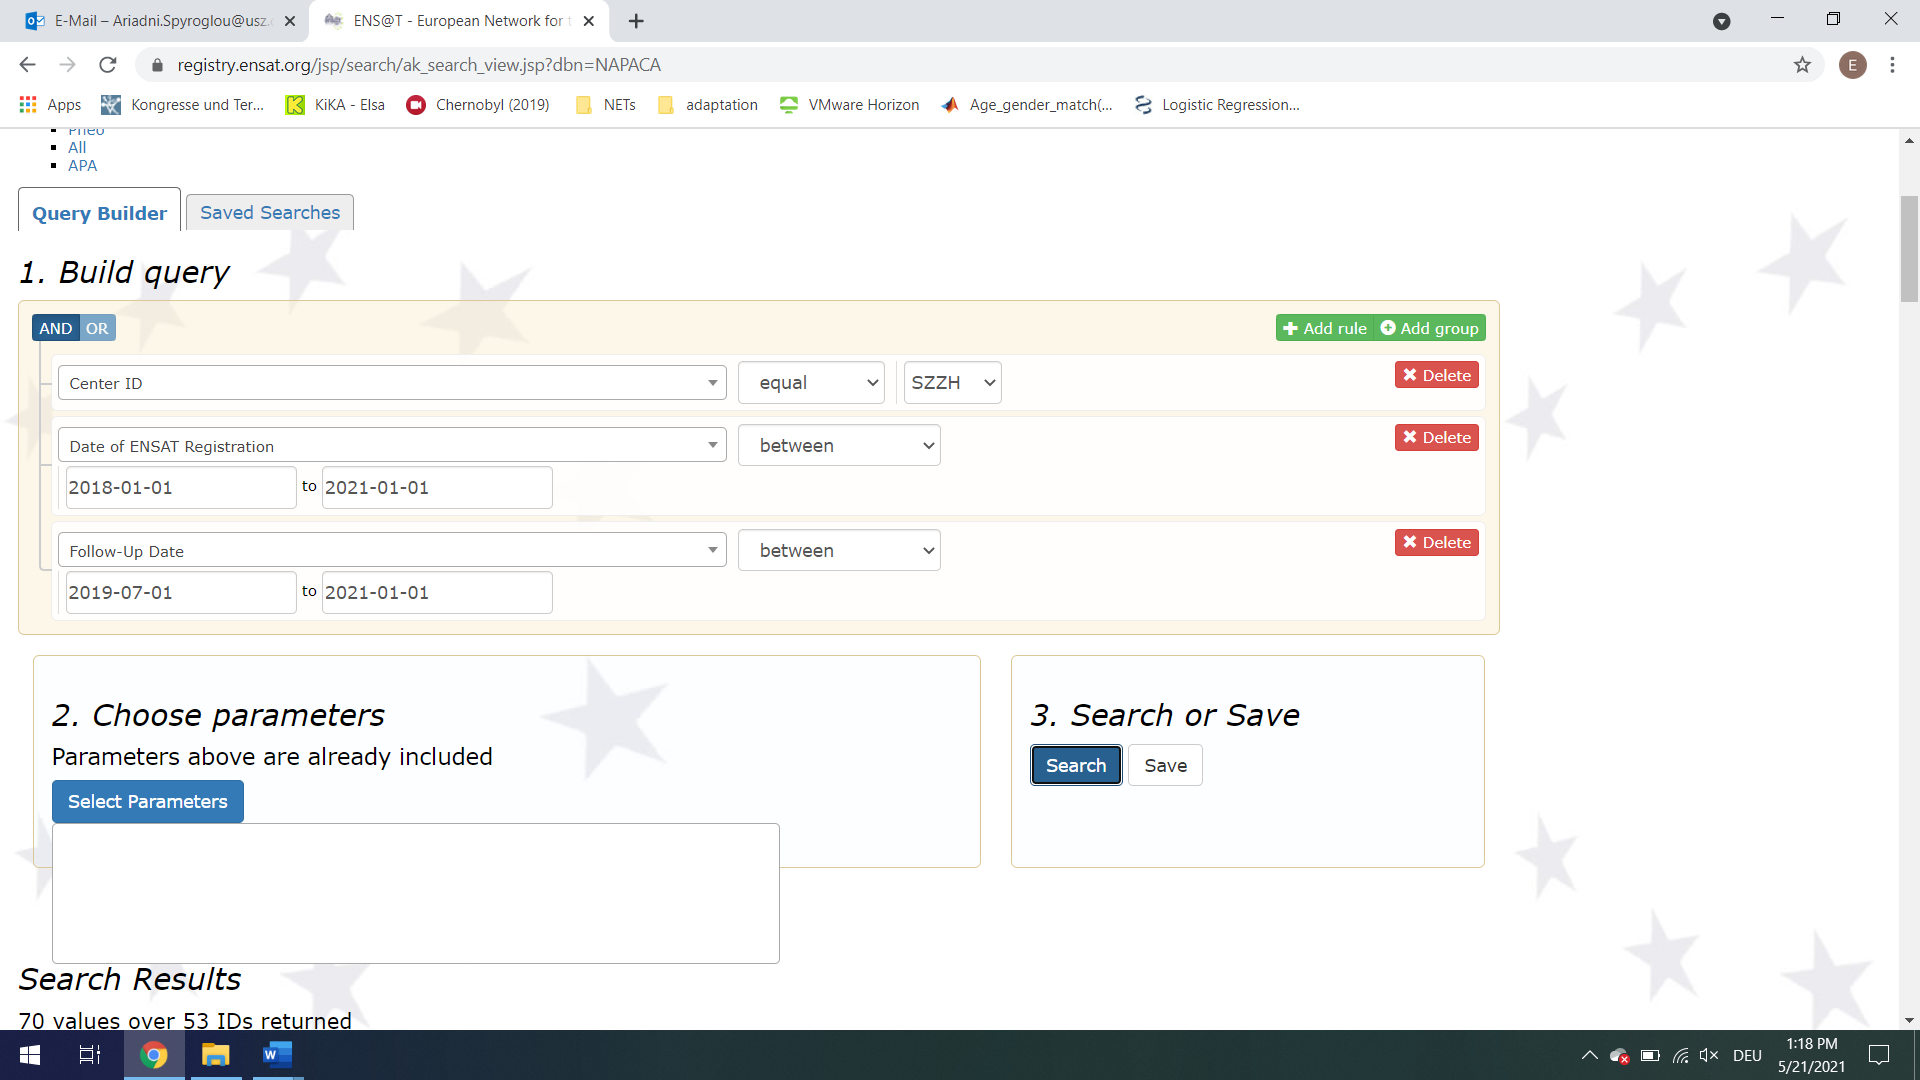 E-Mail – Ariadni.Spyroglou@usz.
ENS@T - European Network for t
registry.ensat.org/jsp/search/ak_search_view.jsp?dbn=NAPACA
E
Apps Kongresse und Ter... KiKA - Elsa Chernobyl (2019) NETs adaptation VMware Horizon Age_gender_match(... Logistic Regression...
Pheo
All
APA
Query Builder Saved Searches
1. Build query
AND OR Add rule Add group
Center ID equal SZZH Delete
Date of ENSAT Registration between Delete
2018-01-01 to 2021-01-01
Follow-Up Date between Delete
2019-07-01 to 2021-01-01
2. Choose parameters
Parameters above are already included
Select Parameters
3. Search or Save
Search Save
Search Results
70 values over 53 IDs returned
DEU
1:18 PM
5/21/2021